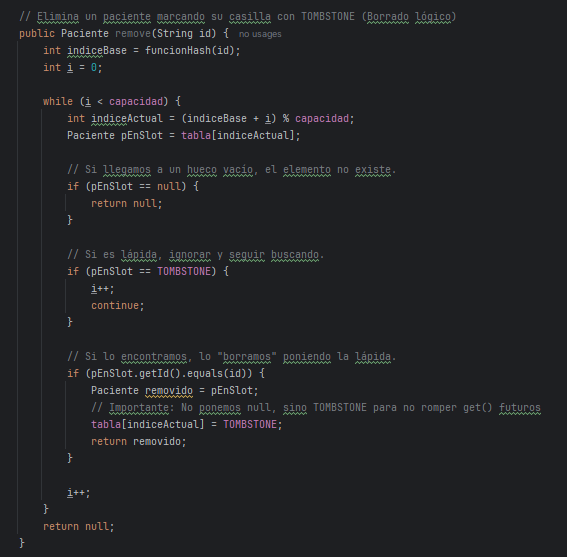 // Elimina un paciente marcando su casilla con TOMBSTONE (Borrado lógico)
public Paciente remove(String id) { no usages
    int indiceBase = funcionHash(id);
    int i = 0;

    while (i < capacidad) {
        int indiceActual = (indiceBase + i) % capacidad;
        Paciente pEnSlot = tabla[indiceActual];

        // Si llegamos a un hueco vacio, el elemento no existe.
        if (pEnSlot == null) {
            return null;
        }

        // Si es lápida, ignorar y seguir buscando.
        if (pEnSlot == TOMBSTONE) {
            i++;
            continue;
        }

        // Si lo encontramos, lo "borramos" poniendo la lápida.
        if (pEnSlot.getId().equals(id)) {
            Paciente removido = pEnSlot;
            // Importante: No ponemos null, sino TOMBSTONE para no romper get() futuros
            tabla[indiceActual] = TOMBSTONE;
            return removido;
        }

        i++;
    }
    return null;
}